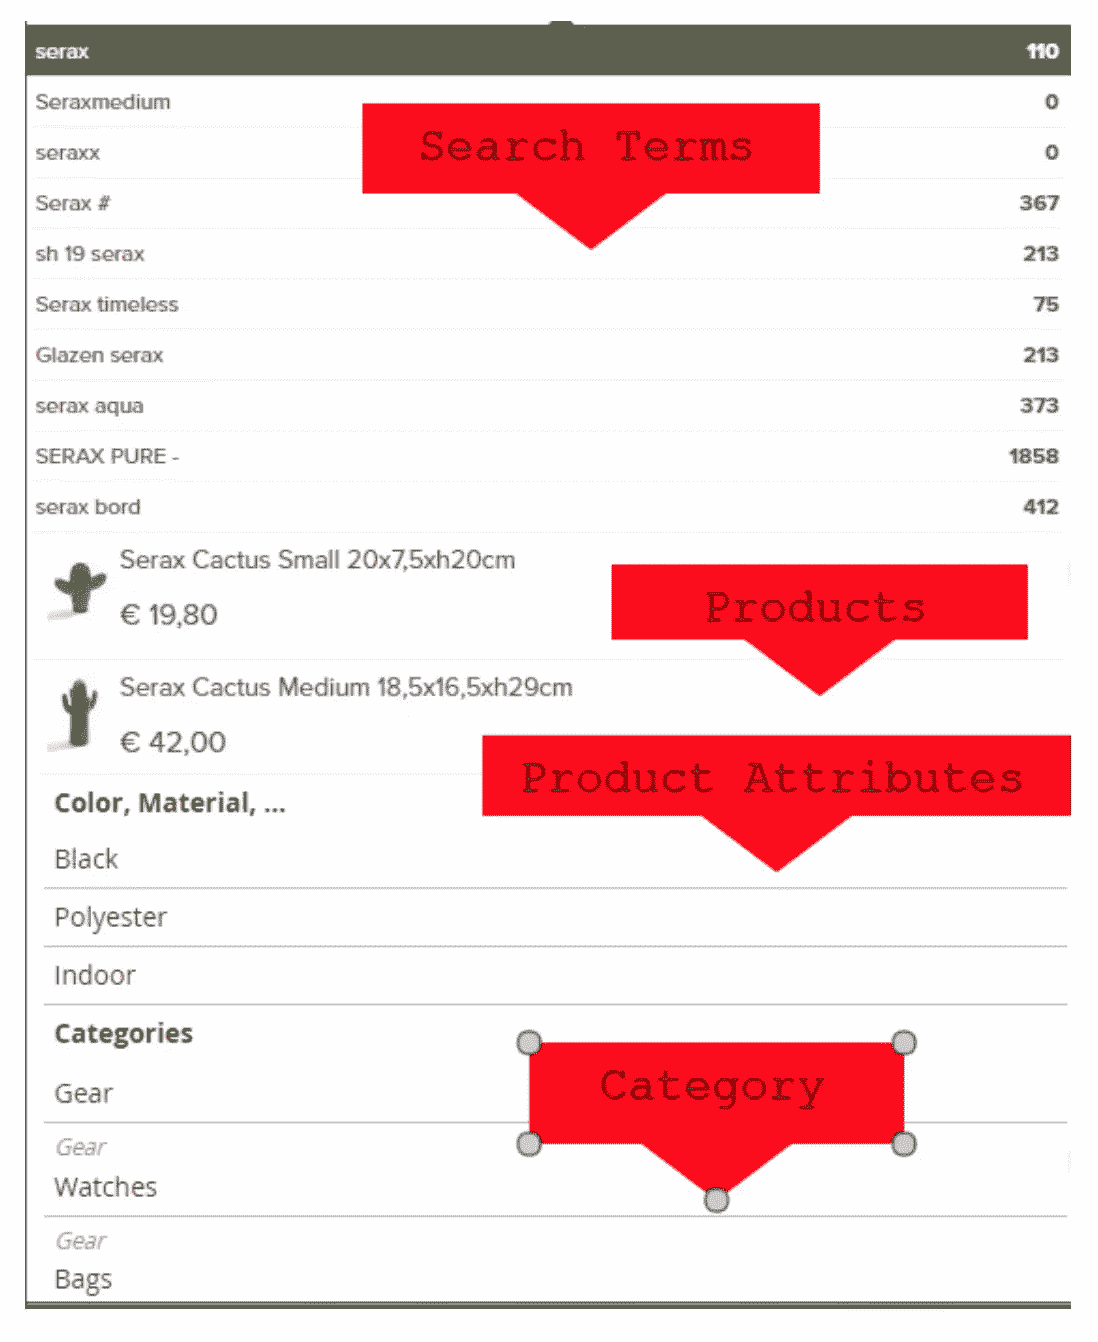 serax 110
Seraxmedium 0
Search Terms
seraxx 0
Serax # 367
sh 19 serax 213
Serax timeless 75
Glazen serax 213
serax aqua 373
SERAX PURE - 1858
serax bord 412
Serax Cactus Small 20x7,5xh20cm
€ 19,80
Products
Serax Cactus Medium 18,5x16,5xh29cm
€ 42,00
Product Attributes
Color, Material, ...
Black
Polyester
Indoor
Categories
Gear
Category
Gear
Watches
Gear
Bags